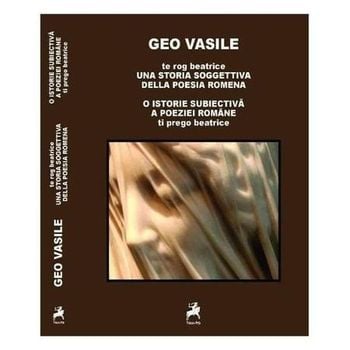 GEO VASILE
te rog beatrice
UNA STORIA SOGGETTIVA
DELLA POESIA ROMENA
O ISTORIE SUBIECTIVĂ
A POEZIEI ROMÂNE
ti prego beatrice
O ISTORIE SUBIECTIVĂ
A POEZIEI ROMÂNE
ti prego beatrice
te rog beatrice
UNA STORIA SOGGETTIVA
DELLA POESIA ROMENA
GEO VASILE